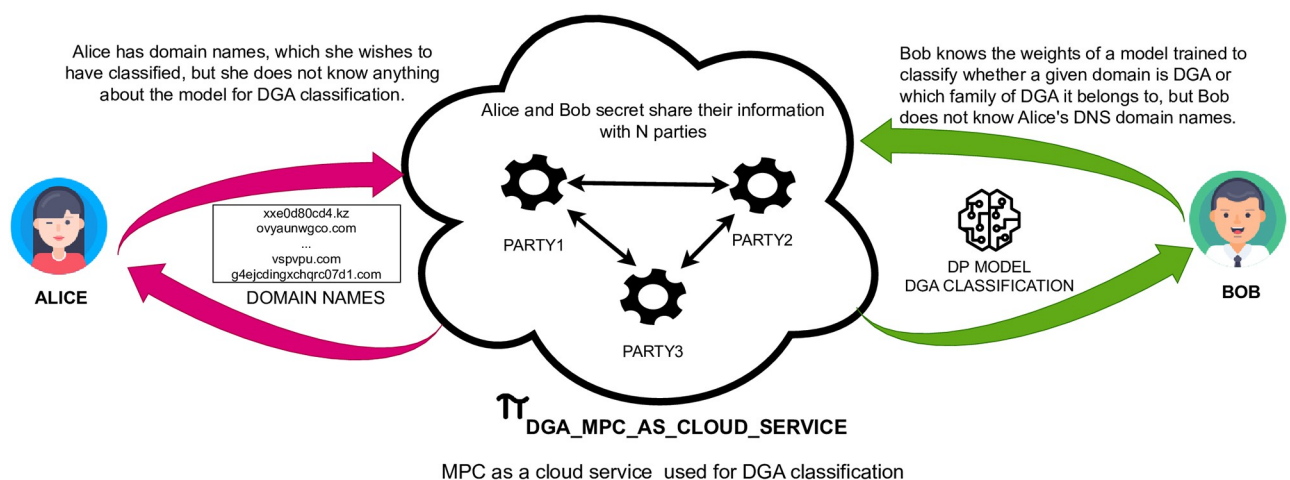 Alice has domain names, which she wishes to
have classified, but she does not know anything
about the model for DGA classification.
Bob knows the weights of a model trained to
classify whether a given domain is DGA or
which family of DGA it belongs to, but Bob
does not know Alice's DNS domain names.
Alice and Bob secret share their information
with N parties
PARTY1
PARTY2
PARTY3
xxe0d80cd4.kz
ovyaunwgco.com
...
vspvpu.com
g4ejcdingxchqrc07d1.com
DOMAIN NAMES
ALICE
DP MODEL
DGA CLASSIFICATION
BOB
π DGA_MPC_AS_CLOUD_SERVICE
MPC as a cloud service used for DGA classification